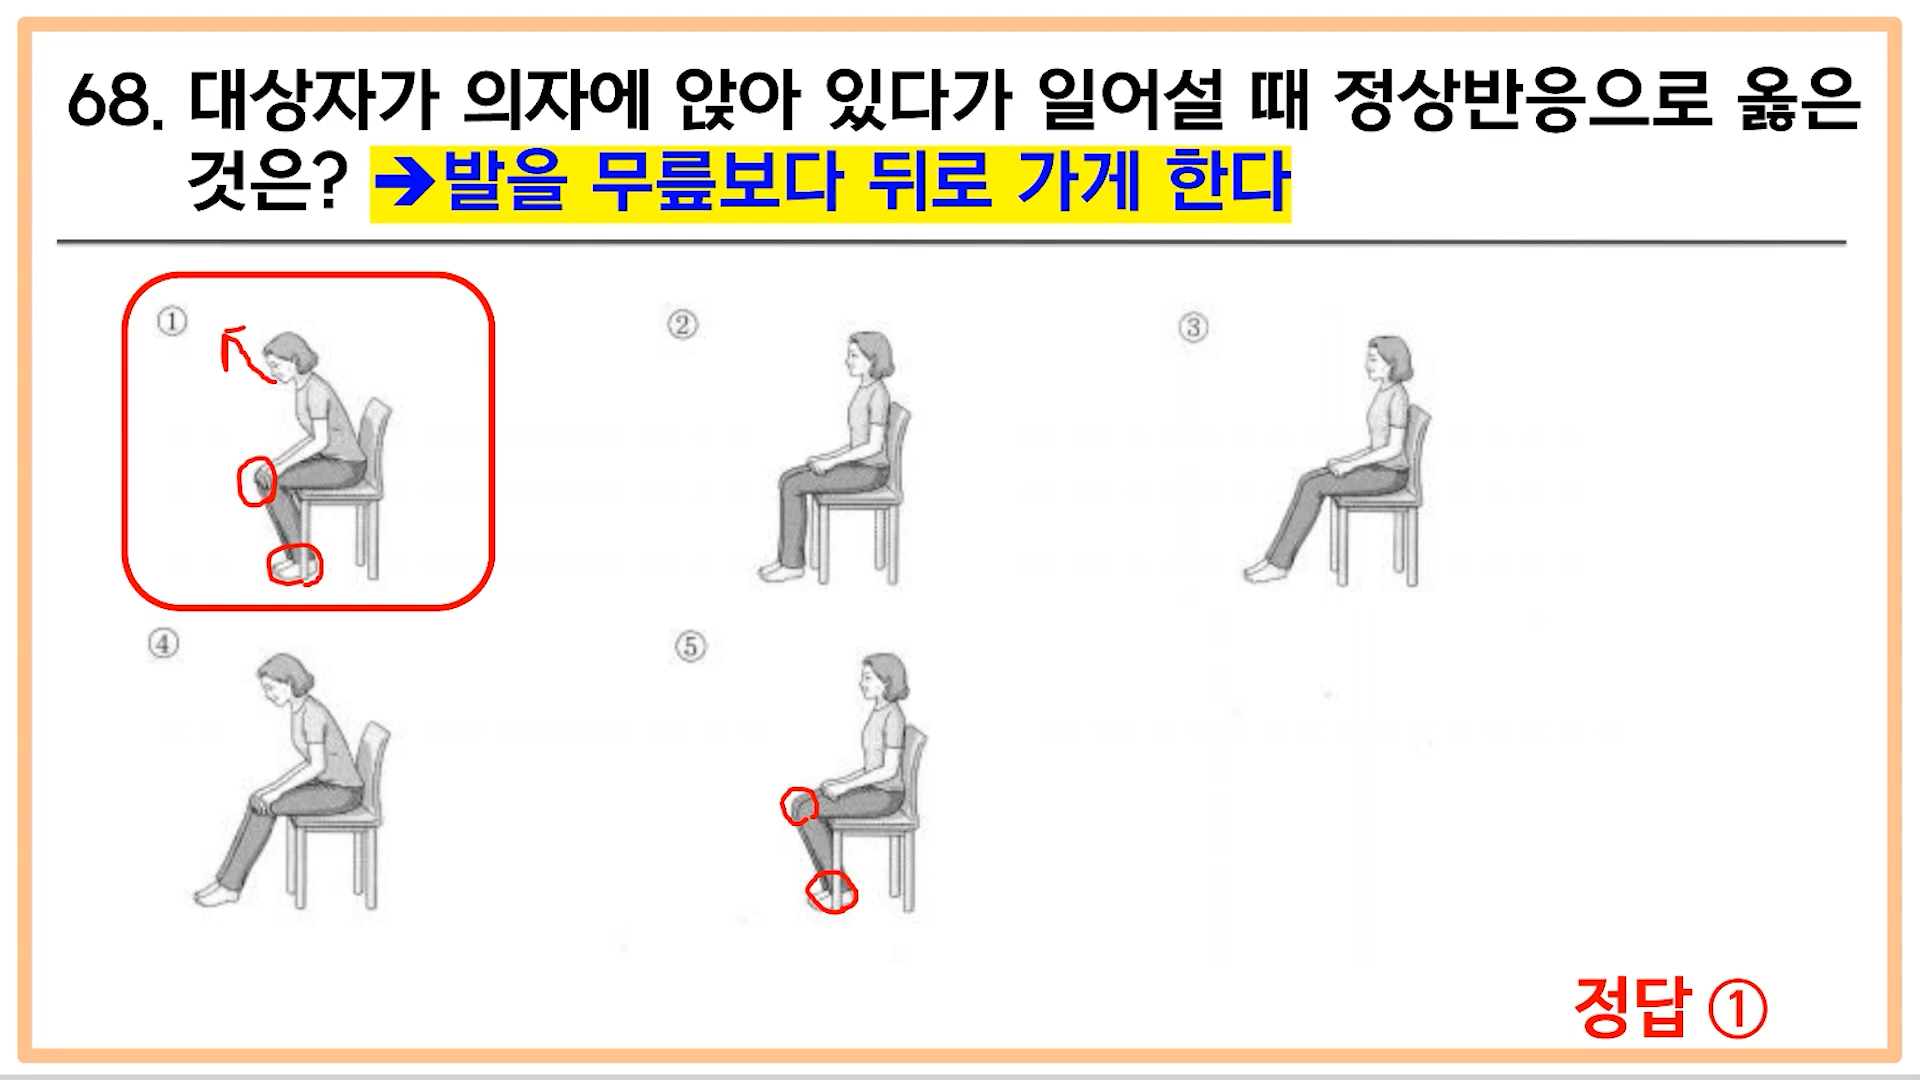 68. 대상자가 의자에 앉아 있다가 일어설 때 정상반응으로 옳은
것은? ➔발을 무릎보다 뒤로 가게 한다
①
②
③
④
⑤
정답 ①